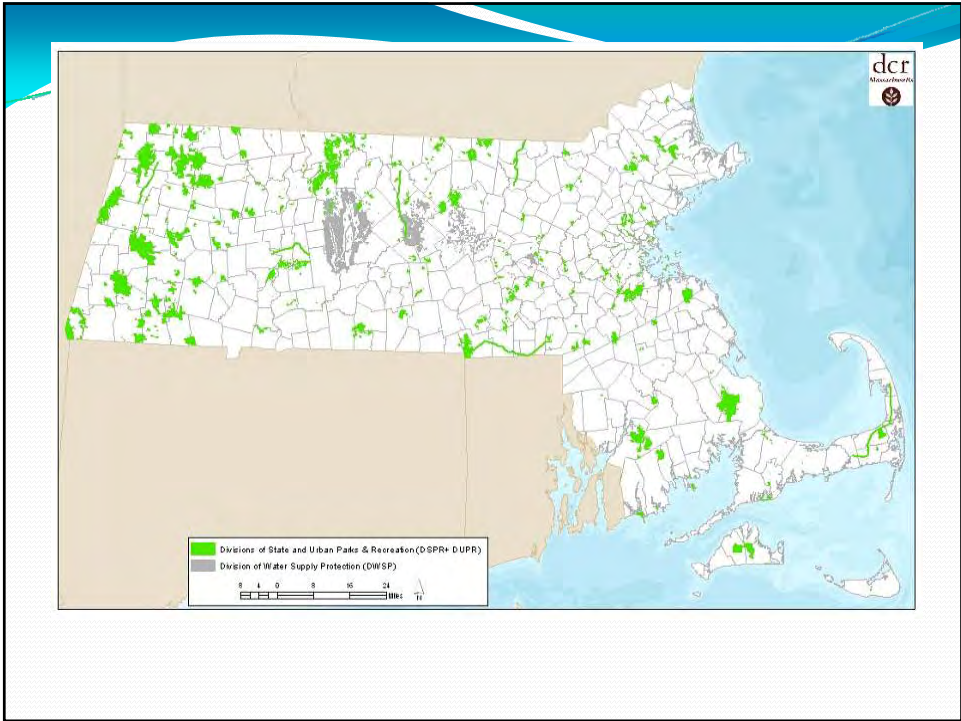 dcr
Massachusetts
Divisions of State and Urban Parks & Recreation (DSPR+ DUPR)
Division of Water Supply Protection (DWSP)
8 4 0 8 16 24
Miles
N